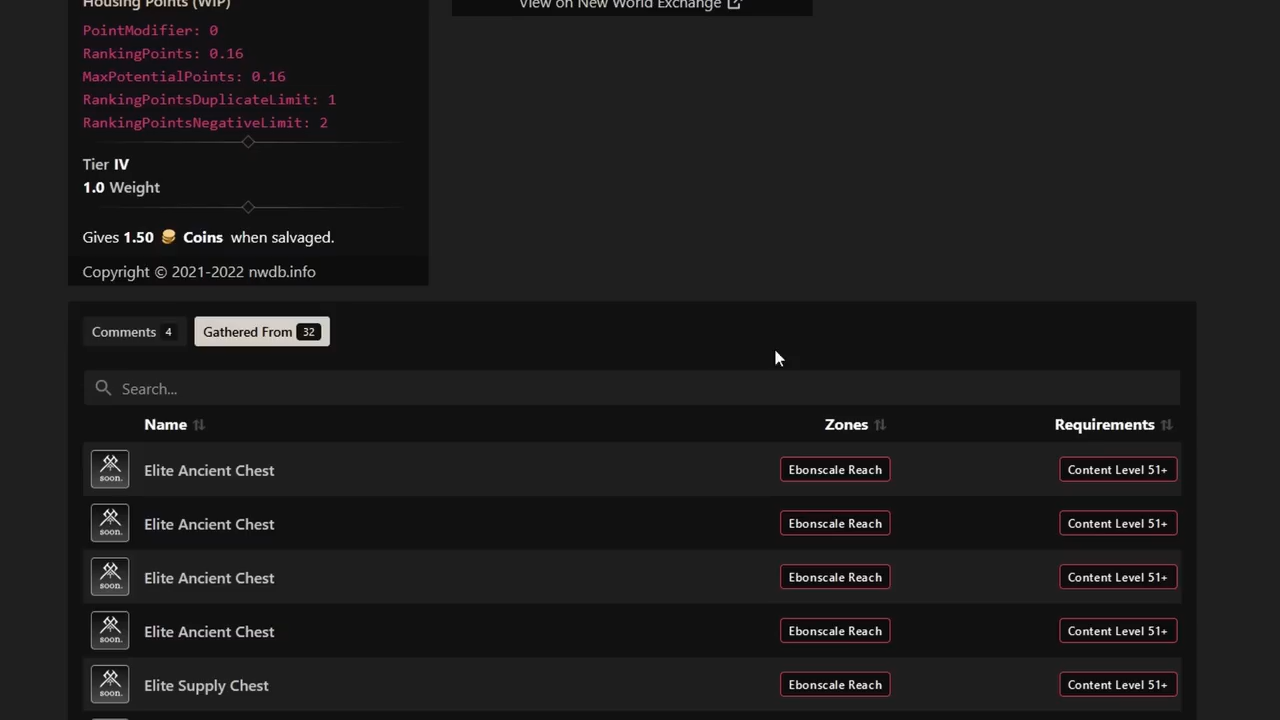 Housing Points (WIP)
PointModifier: 0
RankingPoints: 0.16
MaxPotentialPoints: 0.16
RankingPointsDuplicateLimit: 1
RankingPointsNegativeLimit: 2
Tier IV
1.0 Weight
Gives 1.50 Coins when salvaged.
Copyright © 2021-2022 nwdb.info
View on New World Exchange
Comments 4 Gathered From 32
Search...
Name Zones Requirements
soon. Elite Ancient Chest Ebonscale Reach Content Level 51+
soon. Elite Ancient Chest Ebonscale Reach Content Level 51+
soon. Elite Ancient Chest Ebonscale Reach Content Level 51+
soon. Elite Ancient Chest Ebonscale Reach Content Level 51+
soon. Elite Supply Chest Ebonscale Reach Content Level 51+